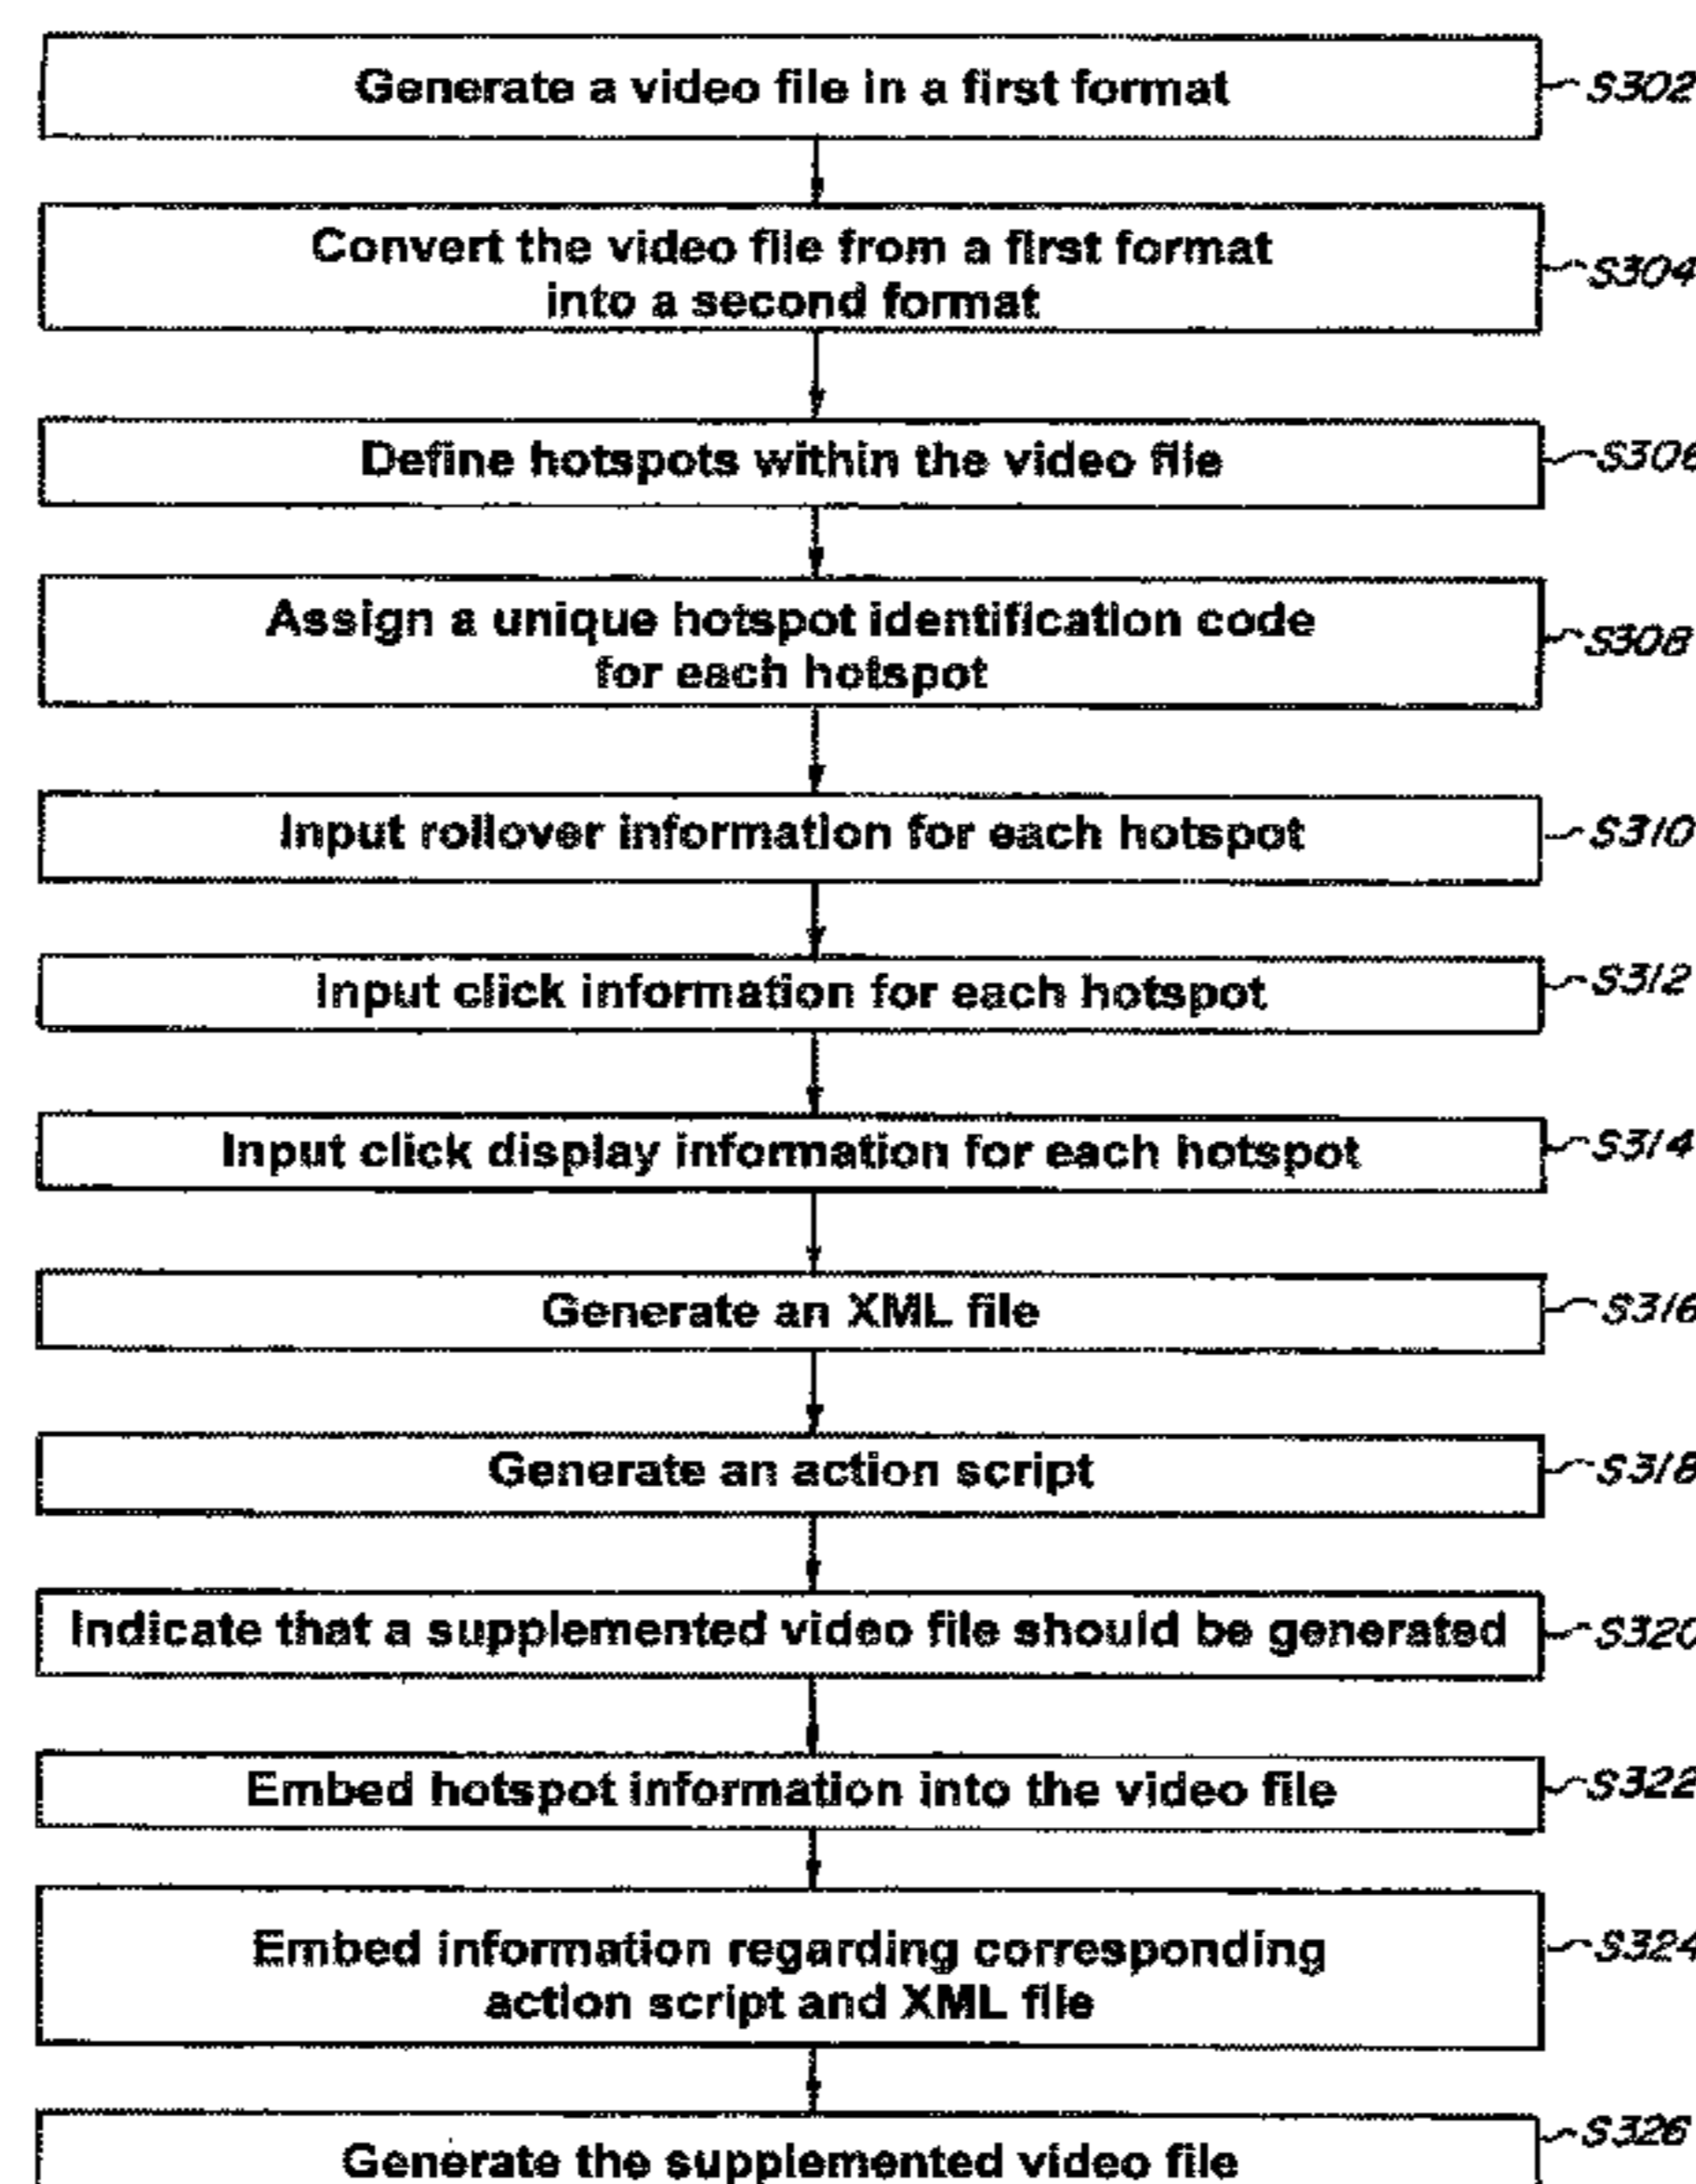 Generate a video file in a first format
S302
Convert the video file from a first format
into a second format
S304
Define hotspots within the video file
S306
Assign a unique hotspot identification code
for each hotspot
S308
Input rollover information for each hotspot
S310
Input click information for each hotspot
S312
Input click display information for each hotspot
S314
Generate an XML file
S316
Generate an action script
S318
Indicate that a supplemented video file should be generated
S320
Embed hotspot information into the video file
S322
Embed information regarding corresponding
action script and XML file
S324
Generate the supplemented video file
S326